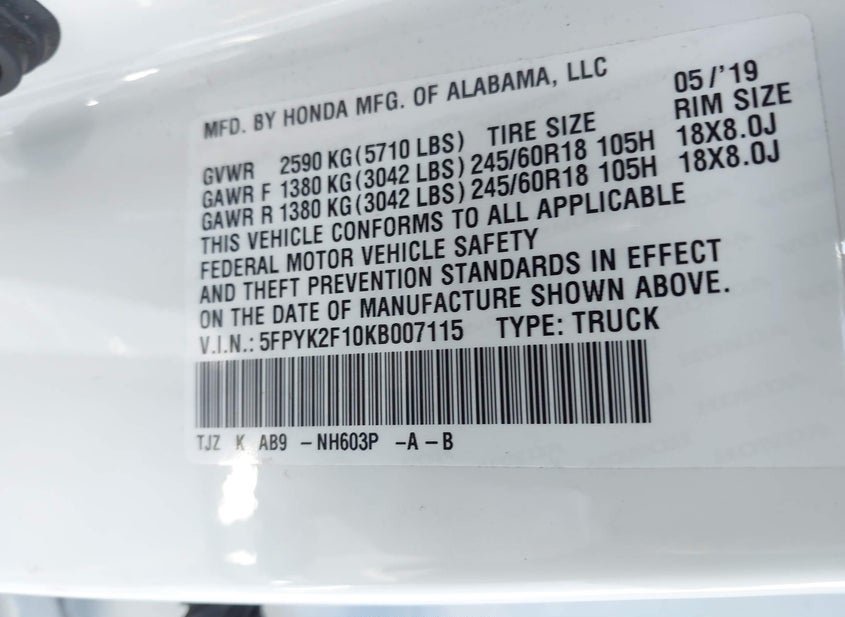 MFD. BY HONDA MFG. OF ALABAMA, LLC 05/'19
GVWR 2590 KG(5710 LBS) TIRE SIZE RIM SIZE
GAWR F 1380 KG(3042 LBS) 245/60R18 105H 18X8.0J
GAWR R 1380 KG(3042 LBS) 245/60R18 105H 18X8.0J
THIS VEHICLE CONFORMS TO ALL APPLICABLE
FEDERAL MOTOR VEHICLE SAFETY
AND THEFT PREVENTION STANDARDS IN EFFECT
ON THE DATE OF MANUFACTURE SHOWN ABOVE.
V.I.N.: 5FPYK2F10KB007115 TYPE: TRUCK
TJZ K AB9 -NH603P -A-B